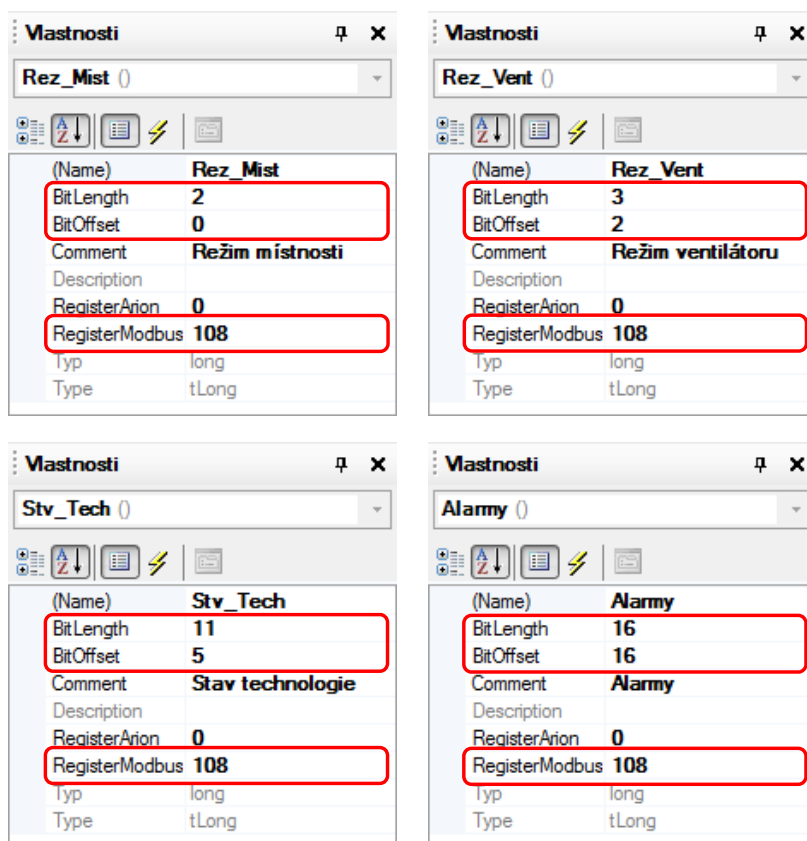 Vlastnosti
Rez_Mist ()
(Name) Rez_Mist
BitLength 2
BitOffset 0
Comment Režim místnosti
Description
RegisterArion 0
RegisterModbus 108
Typ long
Type tLong
Vlastnosti
Rez_Vent ()
(Name) Rez_Vent
BitLength 3
BitOffset 2
Comment Režim ventilátoru
Description
RegisterArion 0
RegisterModbus 108
Typ long
Type tLong
Vlastnosti
Stv_Tech ()
(Name) Stv_Tech
BitLength 11
BitOffset 5
Comment Stav technologie
Description
RegisterArion 0
RegisterModbus 108
Typ long
Type tLong
Vlastnosti
Alarmy ()
(Name) Alarmy
BitLength 16
BitOffset 16
Comment Alarmy
Description
RegisterArion 0
RegisterModbus 108
Typ long
Type tLong